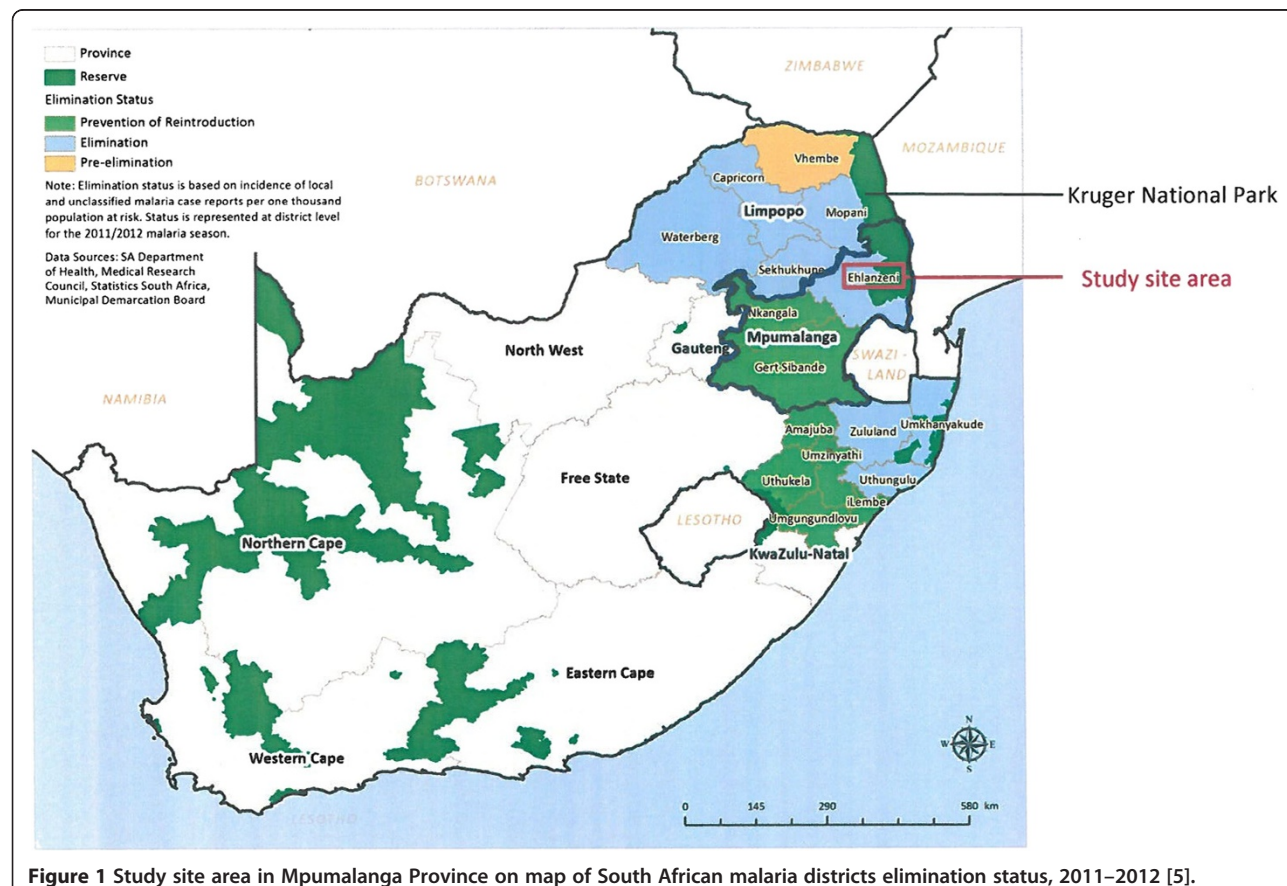 Province
Reserve
Elimination Status
Prevention of Reintroduction
Elimination
Pre-elimination
Note: Elimination status is based on incidence of local
and unclassified malaria case reports per one thousand
population at risk. Status is represented at district level
for the 2011/2012 malaria season.
Data Sources: SA Department
of Health, Medical Research
Council, Statistics South Africa,
Municipal Demarcation Board
ZIMBABWE
MOZAMBIQUE
BOTSWANA
Vhembe
Capricorn
Kruger National Park
Limpopo
Mopani
Waterberg
Sekhukhune
Ehlanzeni
Study site area
Nkangala
Mpumalanga
North West
Gauteng
SWAZI -
LAND
Gert-Sibande
NAMIBIA
Amajuba
Zululand
Umkhanyakude
Umzinyathi
Free State
Uthukela
Uthungulu
iLembe
LESOTHO
Umgungundlovu
Northern Cape
KwaZulu-Natal
Eastern Cape
Western Cape
N
W
E
S
0 145 290 580 km
LESOTHO
Figure 1 Study site area in Mpumalanga Province on map of South African malaria districts elimination status, 2011–2012 [5].